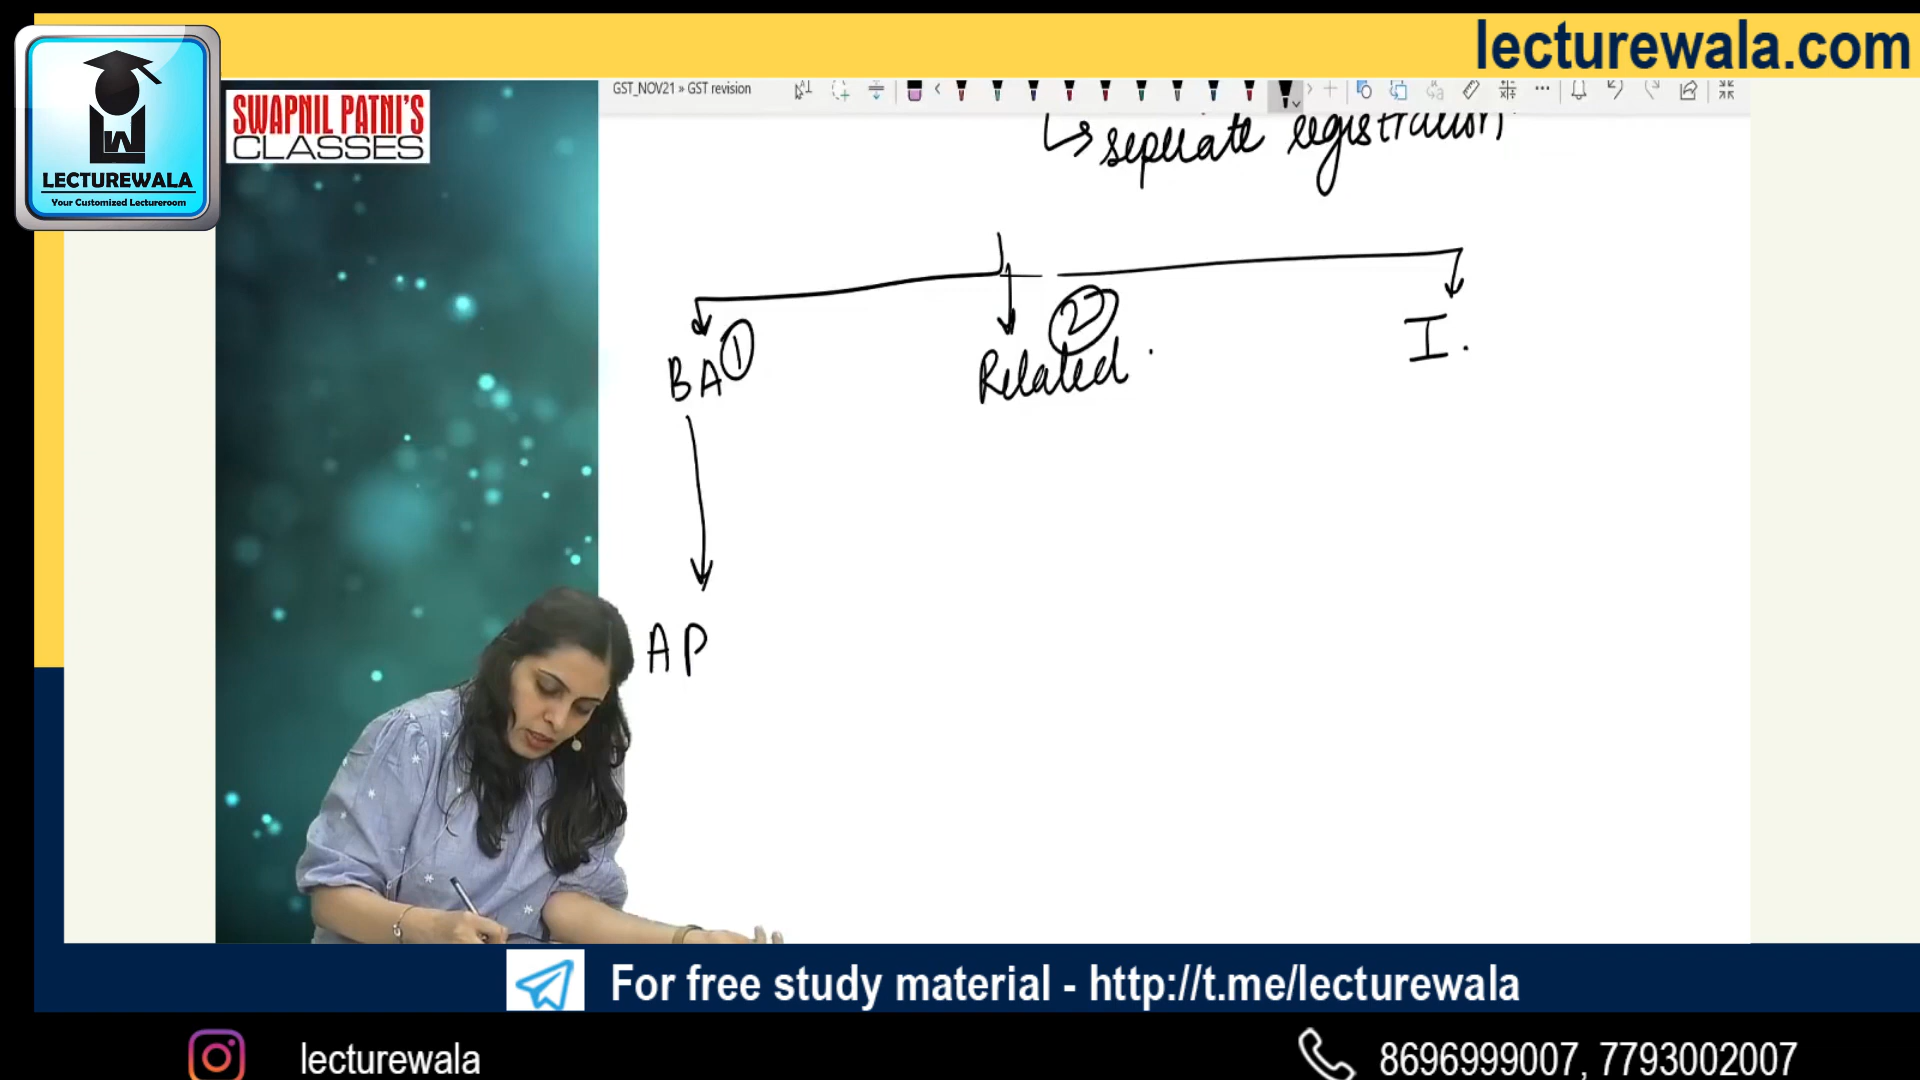 lecturewala.com
GST_NOV21 » GST revision
SWAPNIL PATNI'S
CLASSES
LECTUREWALA
Your Customized Lectureroom
↳ seperate registration
BA ①
Related. ②
I.
AP
For free study material - http://t.me/lecturewala
lecturewala
8696999007, 7793002007